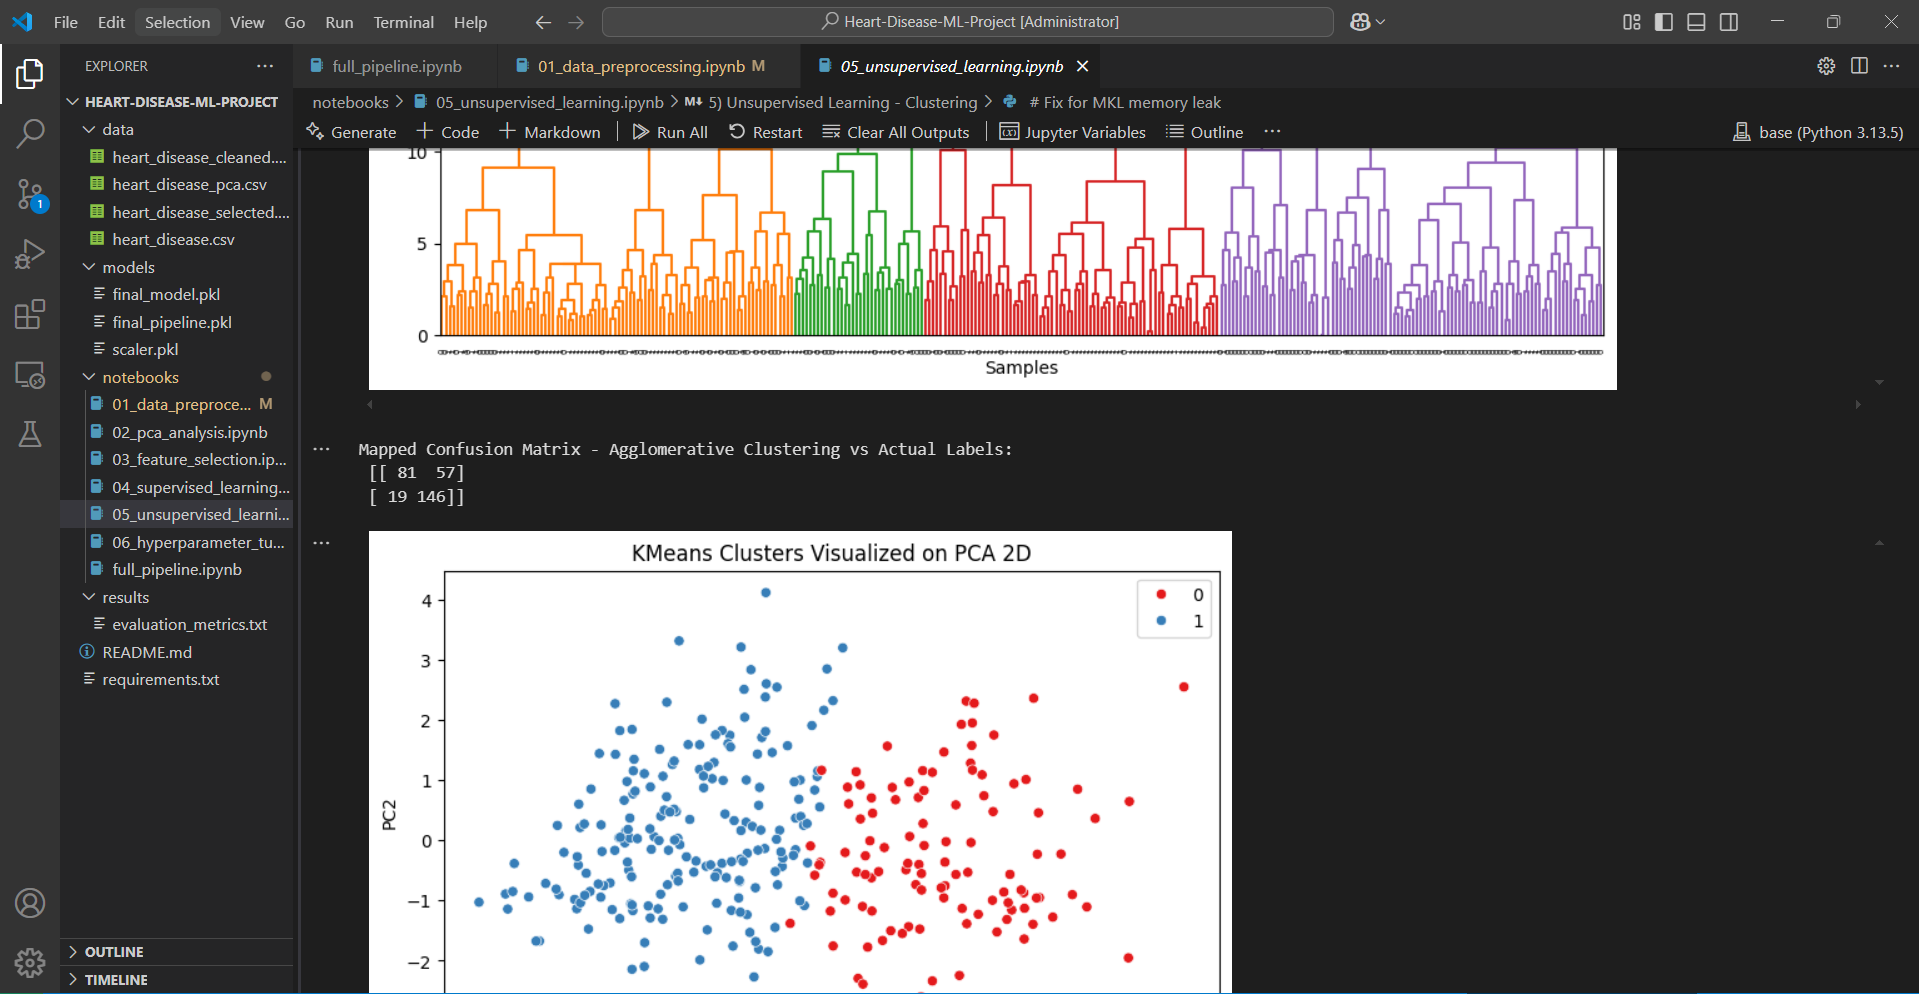 File Edit Selection View Go Run Terminal Help
Heart-Disease-ML-Project [Administrator]
EXPLORER
HEART-DISEASE-ML-PROJECT
data
heart_disease_cleaned....
heart_disease_pca.csv
heart_disease_selected....
heart_disease.csv
models
final_model.pkl
final_pipeline.pkl
scaler.pkl
notebooks
01_data_preproce... M
02_pca_analysis.ipynb
03_feature_selection.ip...
04_supervised_learning...
05_unsupervised_learni...
06_hyperparameter_tu...
full_pipeline.ipynb
results
evaluation_metrics.txt
README.md
requirements.txt
OUTLINE
TIMELINE
1
full_pipeline.ipynb
01_data_preprocessing.ipynb M
05_unsupervised_learning.ipynb
notebooks > 05_unsupervised_learning.ipynb > M↓ 5) Unsupervised Learning - Clustering > # Fix for MKL memory leak
Generate + Code + Markdown Run All Restart Clear All Outputs Jupyter Variables Outline ... base (Python 3.13.5)
10
5
0
Samples
Mapped Confusion Matrix - Agglomerative Clustering vs Actual Labels:
[[ 81 57]
[ 19 146]]
KMeans Clusters Visualized on PCA 2D
0
1
4
3
2
1
0
−1
−2
PC2